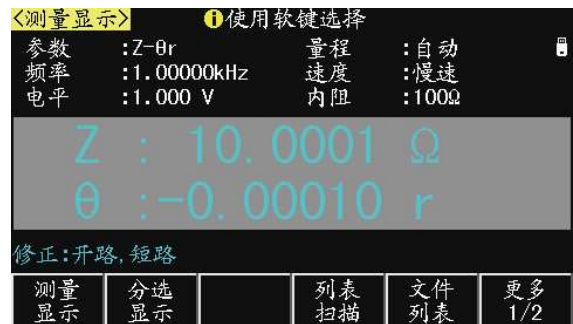 <测量显示> 使用软键选择
参数 :Z-θr 量程 :自动
频率 :1.00000kHz 速度 :慢速
电平 :1.000 V 内阻 :100Ω
Z : 10.0001 Ω
θ :-0.00010 r
修正:开路,短路
测量显示 分选显示 列表扫描 文件列表 更多1/2